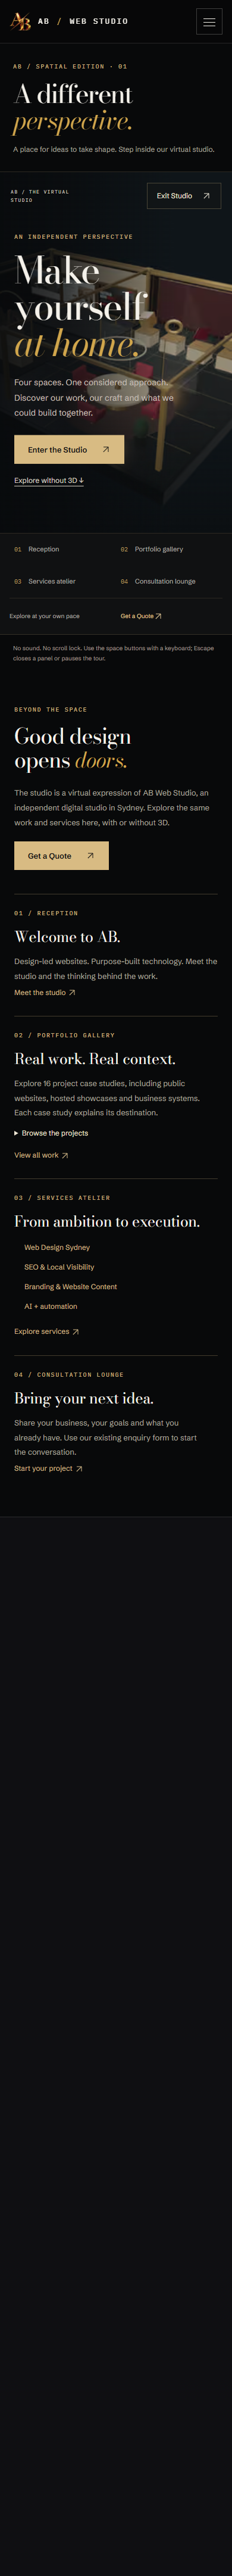 AB
AB / WEB STUDIO
AB / SPATIAL EDITION · 01
A different
perspective.
A place for ideas to take shape. Step inside our virtual studio.
AB / THE VIRTUAL
STUDIO
Exit Studio
AN INDEPENDENT PERSPECTIVE
Make
yourself
at home.
Four spaces. One considered approach.
Discover our work, our craft and what we
could build together.
Enter the Studio
Explore without 3D ↓
01 Reception
02 Portfolio gallery
03 Services atelier
04 Consultation lounge
Explore at your own pace
Get a Quote
No sound. No scroll lock. Use the space buttons with a keyboard; Escape
closes a panel or pauses the tour.
BEYOND THE SPACE
Good design
opens doors.
The studio is a virtual expression of AB Web Studio, an
independent digital studio in Sydney. Explore the same
work and services here, with or without 3D.
Get a Quote
01 / RECEPTION
Welcome to AB.
Design-led websites. Purpose-built technology. Meet the
studio and the thinking behind the work.
Meet the studio
02 / PORTFOLIO GALLERY
Real work. Real context.
Explore 16 project case studies, including public
websites, hosted showcases and business systems.
Each case study explains its destination.
Browse the projects
View all work
03 / SERVICES ATELIER
From ambition to execution.
Web Design Sydney
SEO & Local Visibility
Branding & Website Content
AI + automation
Explore services
04 / CONSULTATION LOUNGE
Bring your next idea.
Share your business, your goals and what you
already have. Use our existing enquiry form to start
the conversation.
Start your project